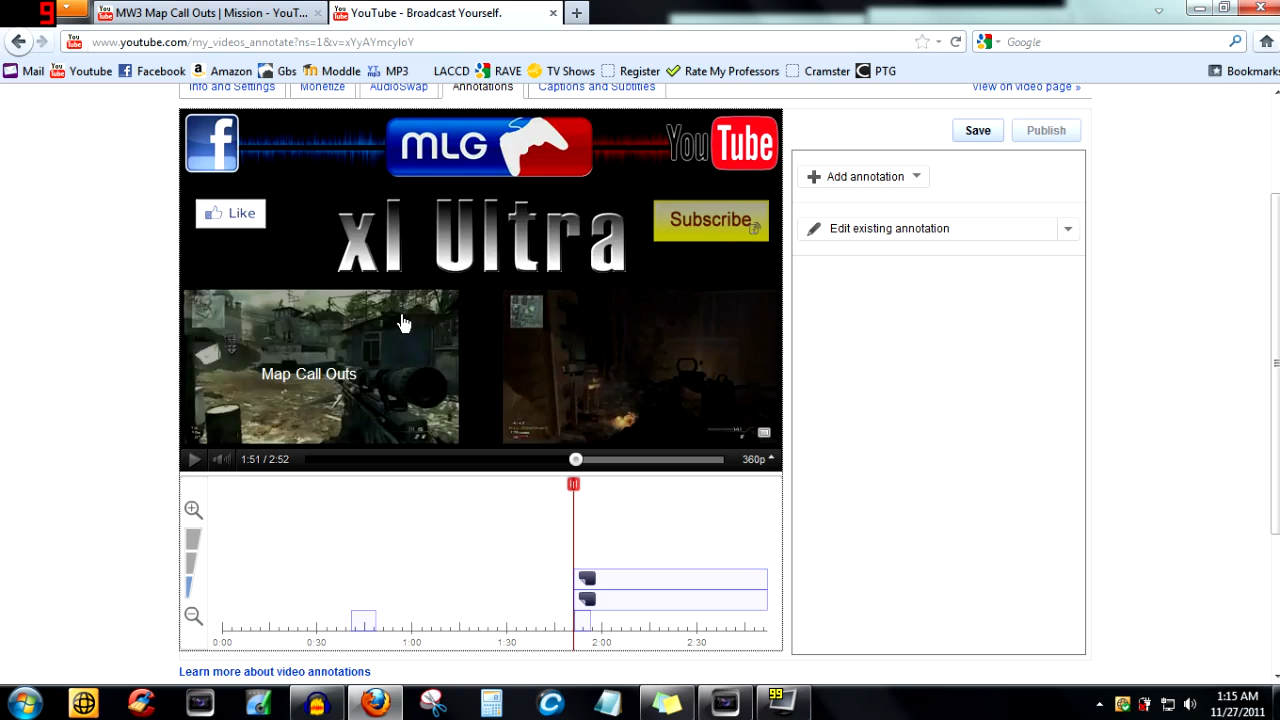 9
MW3 Map Call Outs | Mission - YouT...
YouTube - Broadcast Yourself.
www.youtube.com/my_videos_annotate?ns=1&v=xYyAYmcyIoY
Google
Mail Youtube Facebook Amazon Gbs Moddle MP3 LACCD RAVE TV Shows Register Rate My Professors Cramster PTG Bookmarks
Info and Settings Monetize AudioSwap Annotations Captions and Subtitles View on video page »
f MLG YouTube
Save Publish
Add annotation
Like xl Ultra Subscribe
Edit existing annotation
Map Call Outs
1:51 / 2:52 360p
0:00 0:30 1:00 1:30 2:00 2:30
Learn more about video annotations
99
1:15 AM
11/27/2011